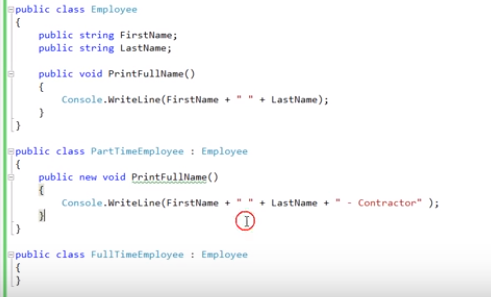 public class Employee
{
    public string FirstName;
    public string LastName;
    public void PrintFullName()
    {
        Console.WriteLine(FirstName + " " + LastName);
    }
}
public class PartTimeEmployee : Employee
{
    public new void PrintFullName()
    {
        Console.WriteLine(FirstName + " " + LastName + " - Contractor" );
    }
}
public class FullTimeEmployee : Employee
{
}